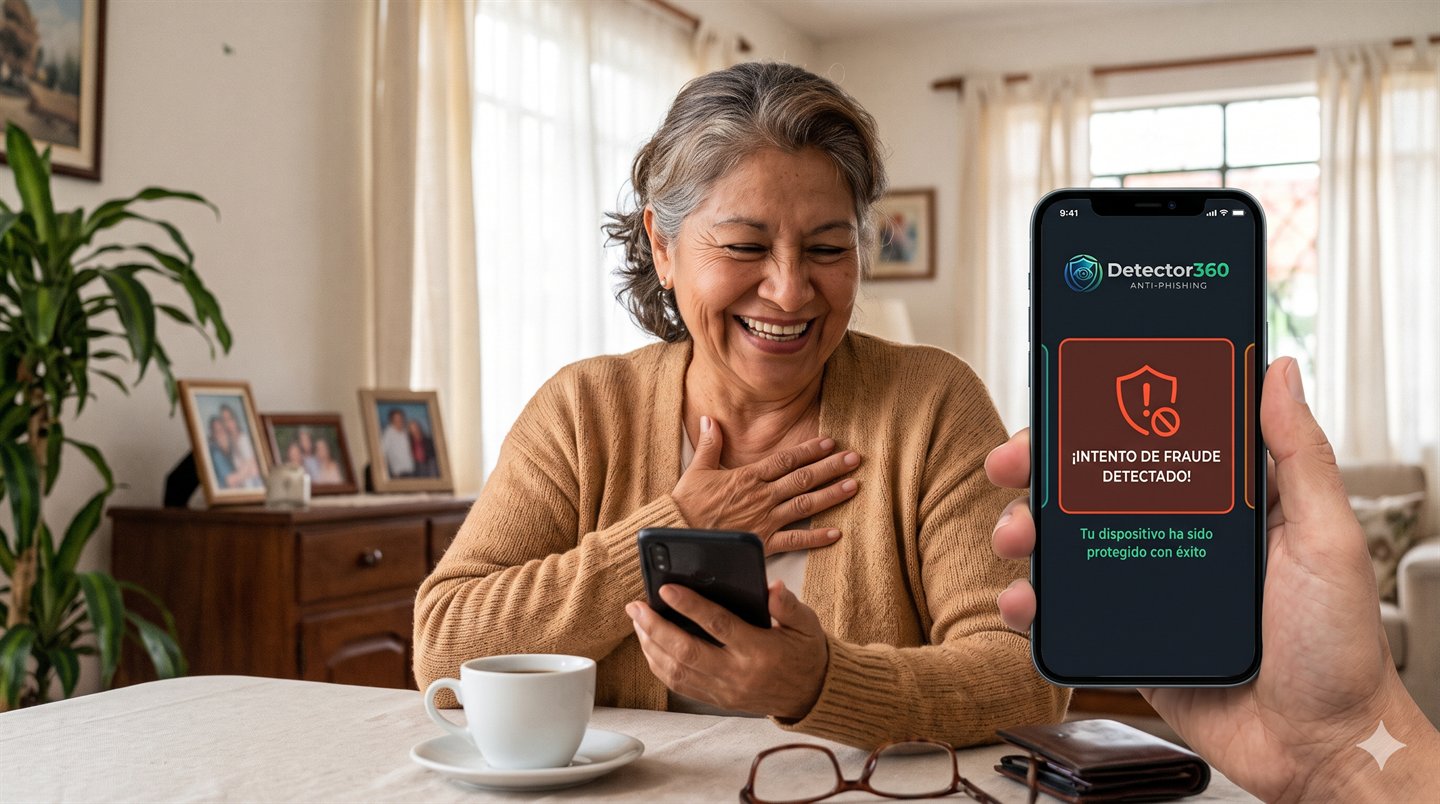 9:41
Detector360
ANTI-PHISHING
¡INTENTO DE FRAUDE
DETECTADO!
Tu dispositivo ha sido
protegido con éxito